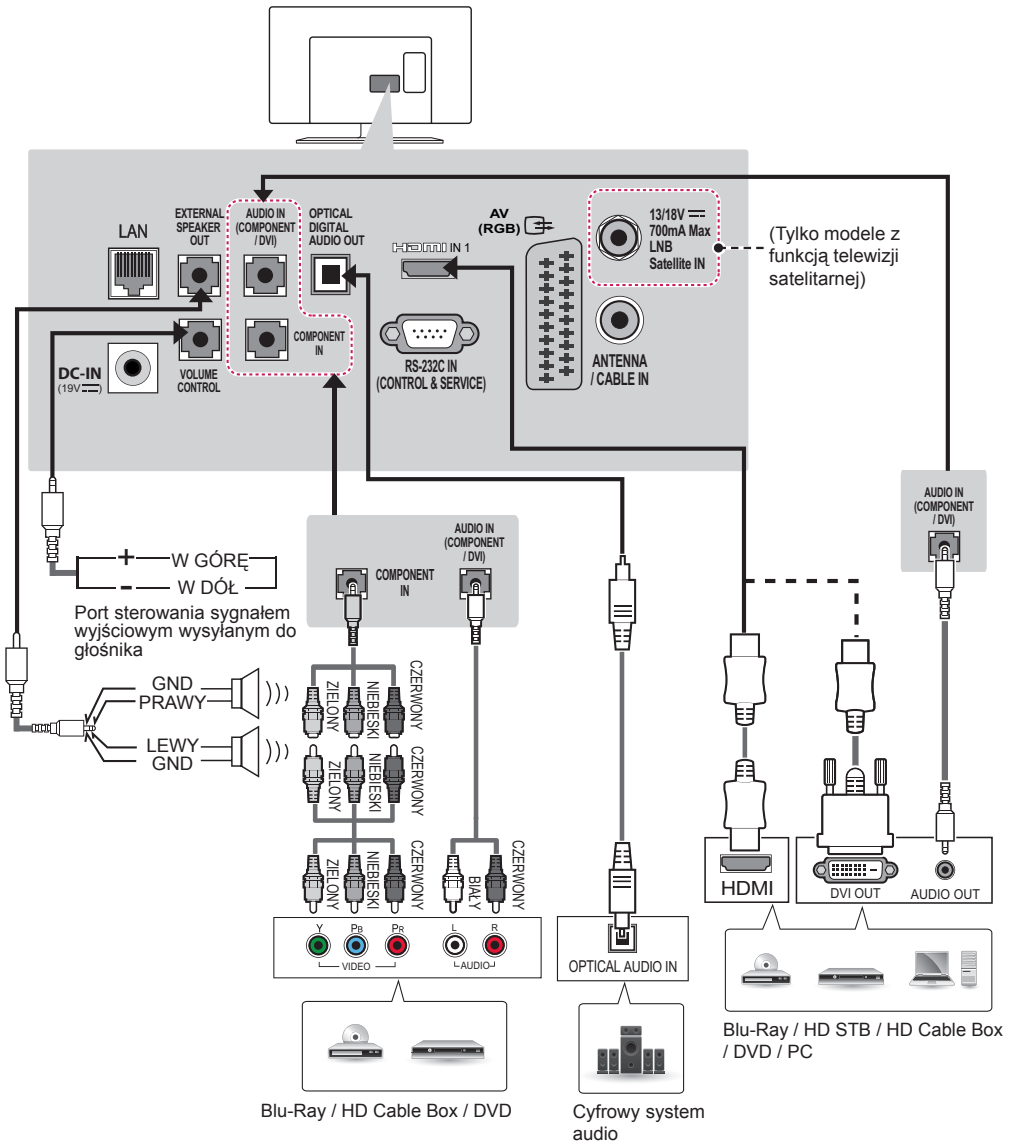 LAN
EXTERNAL
SPEAKER
OUT
AUDIO IN
(COMPONENT
/ DVI)
OPTICAL
DIGITAL
AUDIO OUT
HDMI IN 1
AV
(RGB)
13/18V
700mA Max
LNB
Satellite IN
(Tylko modele z
funkcją telewizji
satelitarnej)
DC-IN
(19V)
VOLUME
CONTROL
COMPONENT
IN
RS-232C IN
(CONTROL & SERVICE)
ANTENNA
/ CABLE IN
AUDIO IN
(COMPONENT
/ DVI)
AUDIO IN
(COMPONENT
/ DVI)
COMPONENT
IN
+ W GÓRĘ
- W DÓŁ
Port sterowania sygnałem
wyjściowym wysyłanym do
głośnika
GND
PRAWY
LEWY
GND
ZIELONY
NIEBIESKI
CZERWONY
ZIELONY
NIEBIESKI
CZERWONY
ZIELONY
NIEBIESKI
CZERWONY
BIAŁY
CZERWONY
Y PB PR
VIDEO
L R
AUDIO
OPTICAL AUDIO IN
HDMI
DVI OUT
AUDIO OUT
Blu-Ray / HD Cable Box / DVD
Cyfrowy system
audio
Blu-Ray / HD STB / HD Cable Box
/ DVD / PC